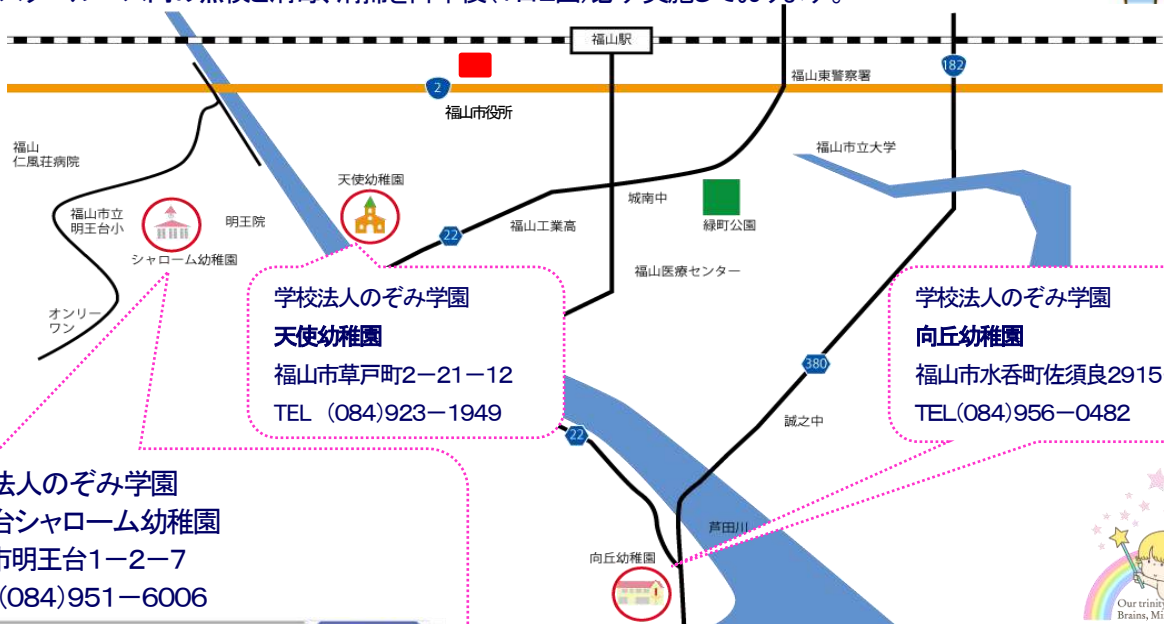 福山駅
182
福山東警察署
2
福山市役所
福山
仁風荘病院
福山市立大学
天使幼稚園
城南中
福山市立
明王台小
明王院
22
福山工業高
緑町公園
シャローム幼稚園
福山医療センター
オンリー
ワン
学校法人のぞみ学園
天使幼稚園
福山市草戸町2－21－12
TEL (084)923－1949
学校法人のぞみ学園
向丘幼稚園
福山市水呑町佐須良2915
TEL(084)956－0482
380
誠之中
22
法人のぞみ学園
台シャローム幼稚園
市明王台1－2－7
(084)951－6006
芦田川
向丘幼稚園
Our trinity
Brains, Mi